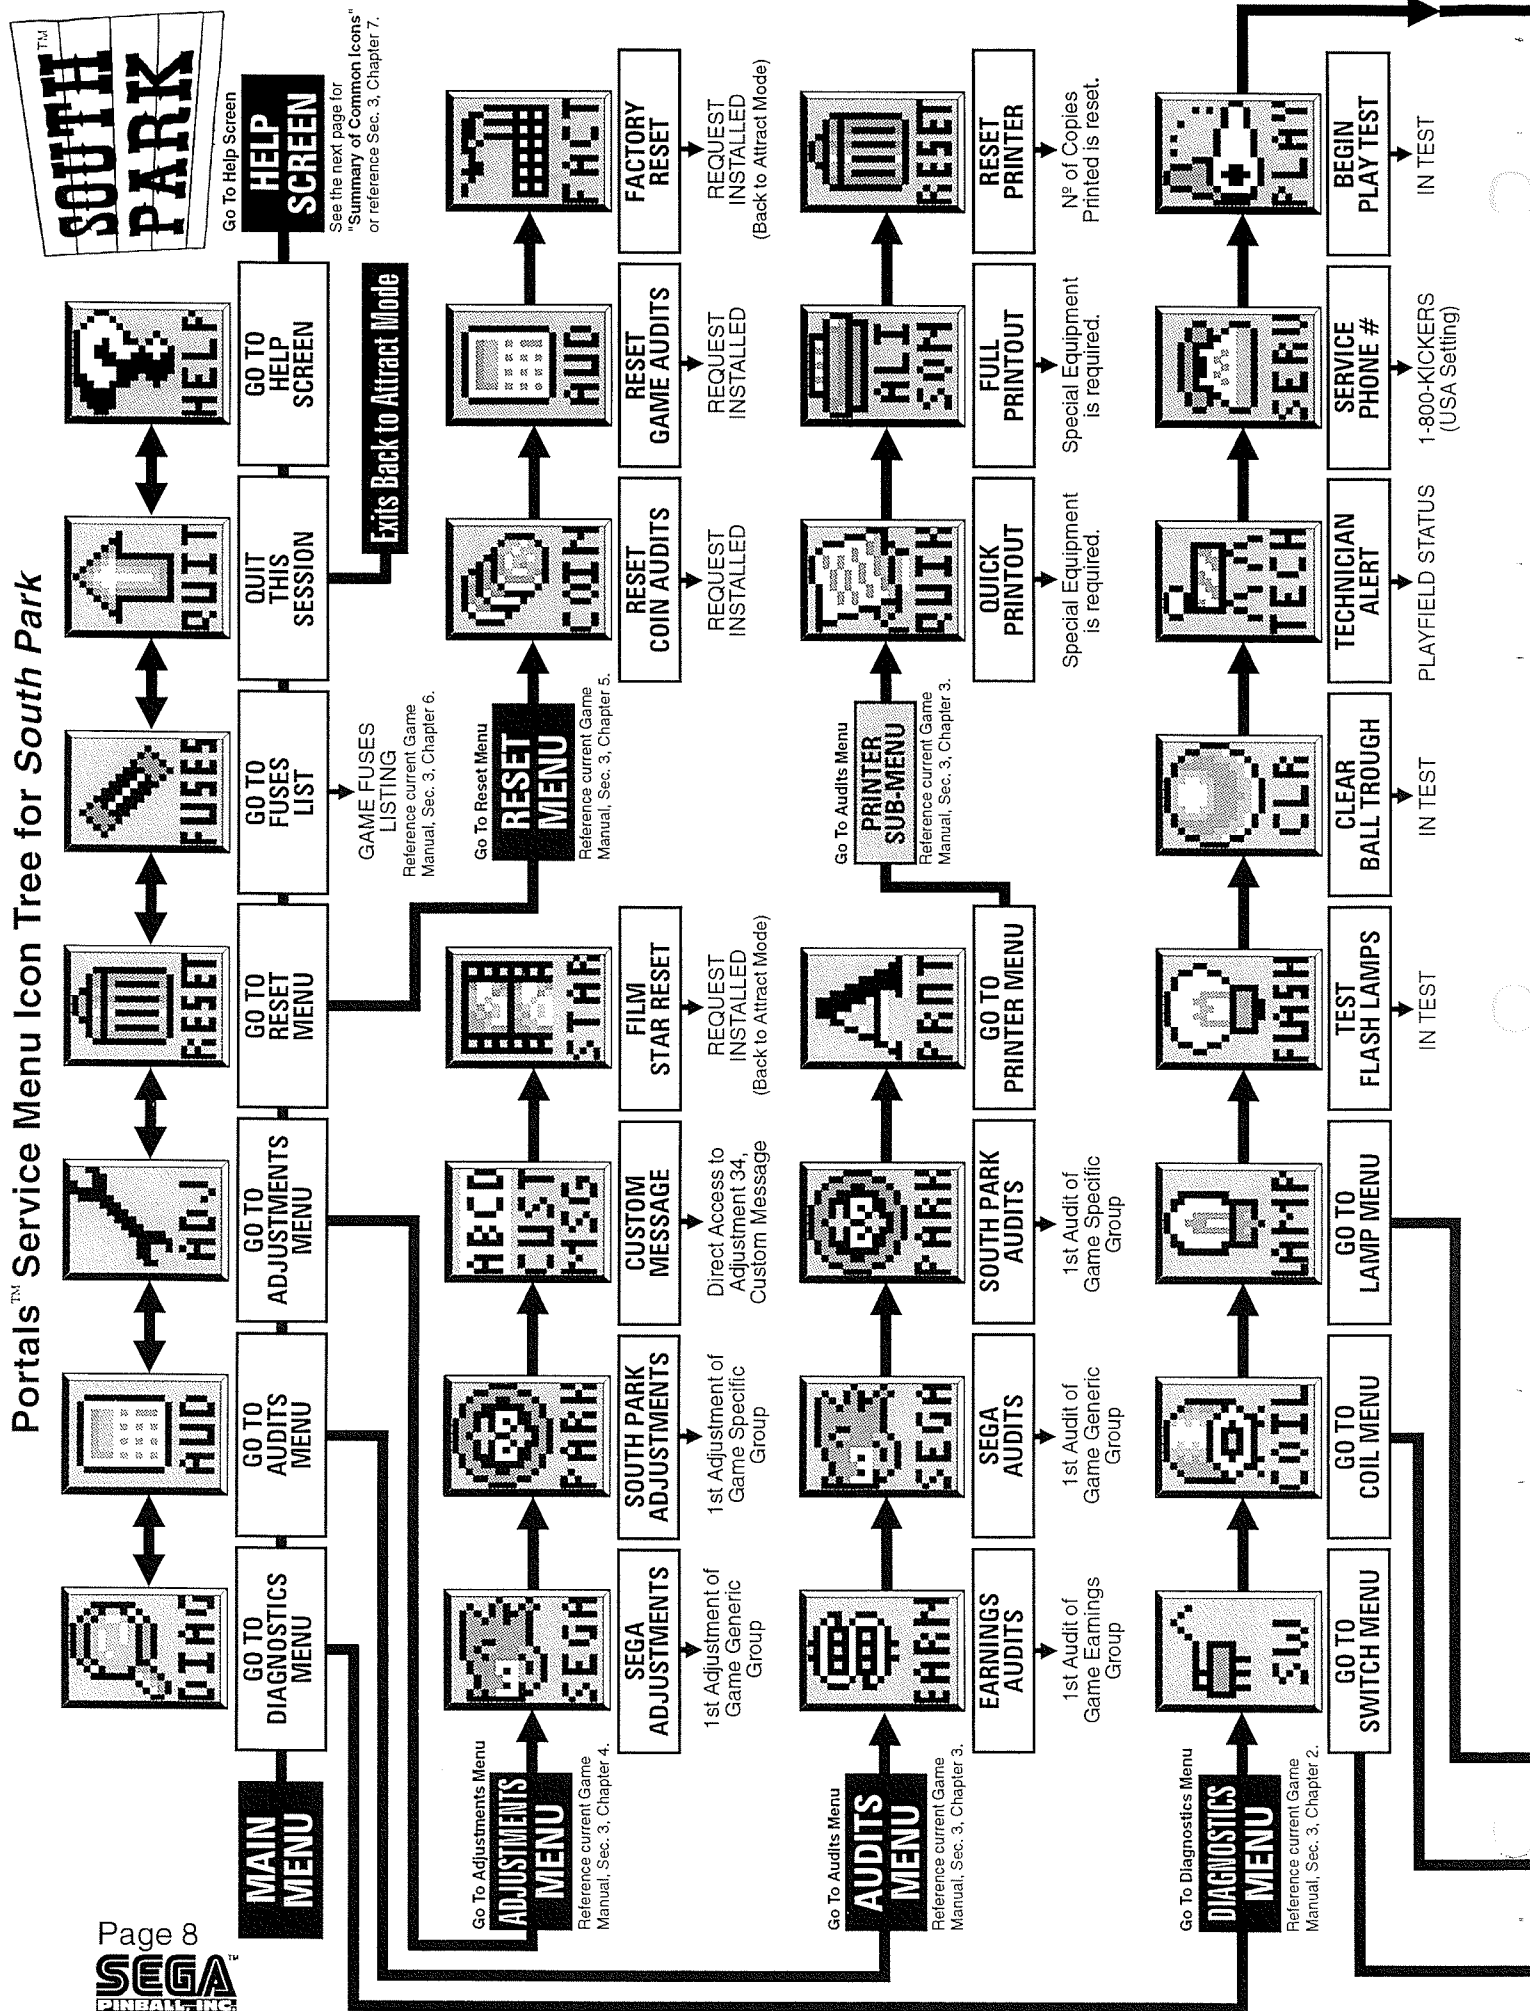 Portals™ Service Menu Icon Tree for South Park
SOUTH
PARK™
Page 8
SEGA™
PINBALL, INC.
MAIN
MENU
DIAG
GO TO
DIAGNOSTICS
MENU
AUD
GO TO
AUDITS
MENU
ADJ
GO TO
ADJUSTMENTS
MENU
RESET
GO TO
RESET
MENU
FUSES
GO TO
FUSES
LIST
GAME FUSES
LISTING
Reference current Game
Manual, Sec. 3, Chapter 6.
QUIT
QUIT
THIS
SESSION
Exits Back to Attract Mode
HELP
GO TO
HELP
SCREEN
Go To Help Screen
HELP
SCREEN
See the next page for
"Summary of Common Icons"
or reference Sec. 3, Chapter 7.
Go To Adjustments Menu
ADJUSTMENTS
MENU
Reference current Game
Manual, Sec. 3, Chapter 4.
SEGA
SEGA
ADJUSTMENTS
1st Adjustment of
Game Generic
Group
PARK
SOUTH PARK
ADJUSTMENTS
1st Adjustment of
Game Specific
Group
ABCD
CUST
MSG
CUSTOM
MESSAGE
Direct Access to
Adjustment 34,
Custom Message
STAR
FILM
STAR RESET
REQUEST
INSTALLED
(Back to Attract Mode)
Go To Reset Menu
RESET
MENU
Reference current Game
Manual, Sec. 3, Chapter 5.
COIN
RESET
COIN AUDITS
REQUEST
INSTALLED
AUD
RESET
GAME AUDITS
REQUEST
INSTALLED
FACT
FACTORY
RESET
REQUEST
INSTALLED
(Back to Attract Mode)
Go To Audits Menu
AUDITS
MENU
Reference current Game
Manual, Sec. 3, Chapter 3.
EARN
EARNINGS
AUDITS
1st Audit of
Game Earnings
Group
SEGA
SEGA
AUDITS
1st Audit of
Game Generic
Group
PARK
SOUTH PARK
AUDITS
1st Audit of
Game Specific
Group
PRNT
GO TO
PRINTER MENU
Go To Audits Menu
PRINTER
SUB-MENU
Reference current Game
Manual, Sec. 3, Chapter 3.
QUIK
QUICK
PRINTOUT
Special Equipment
is required.
FULL
PRINTOUT
Special Equipment
is required.
RESET
RESET
PRINTER
Nº of Copies
Printed is reset.
Go To Diagnostics Menu
DIAGNOSTICS
MENU
Reference current Game
Manual, Sec. 3, Chapter 2.
SW
GO TO
SWITCH MENU
COIL
GO TO
COIL MENU
LAMP
GO TO
LAMP MENU
FLASH
TEST
FLASH LAMPS
IN TEST
CLR
CLEAR
BALL TROUGH
IN TEST
TECH
TECHNICIAN
ALERT
PLAYFIELD STATUS
SERV
SERVICE
PHONE #
1-800-KICKERS
(USA Setting)
PLAY
BEGIN
PLAY TEST
IN TEST